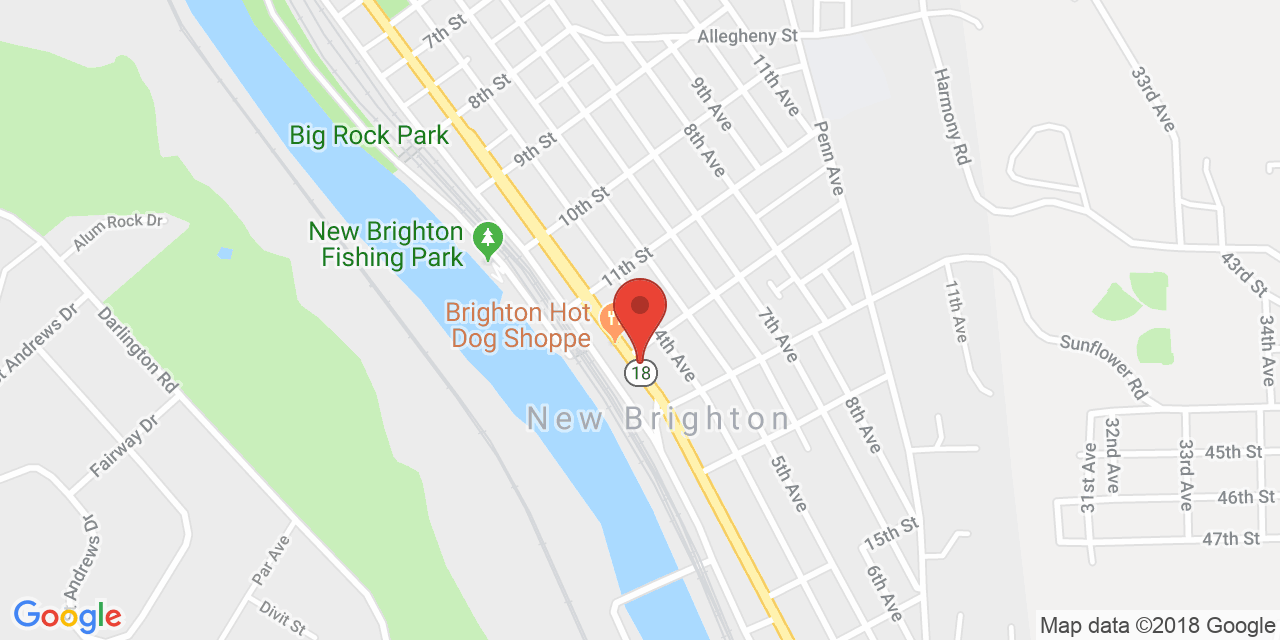 7th St
Allegheny St
8th St
9th Ave
11th Ave
33rd Ave
Harmony Rd
Big Rock Park
9th St
8th Ave
Penn Ave
10th St
Alum Rock Dr
New Brighton
Fishing Park
11th St
43rd St
11th Ave
Brighton Hot
Dog Shoppe
4th Ave
7th Ave
t Andrews Dr
Darlington Rd
18
Sunflower Rd
34th Ave
New Brighton
8th Ave
Fairway Dr
31st Ave
32nd Ave
33rd Ave
45th St
5th Ave
46th St
15th St
47th St
t Andrews Dr
Par Ave
6th Ave
Divit St
Google
Map data ©2018 Google